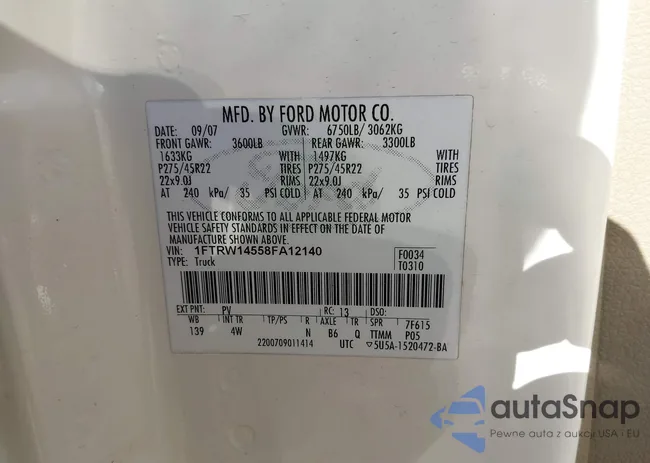 MFD. BY FORD MOTOR CO.
DATE: 09/07 GVWR: 6750LB/ 3062KG
FRONT GAWR: 3600LB REAR GAWR: 3300LB
1633KG WITH 1497KG WITH
P275/45R22 TIRES P275/45R22 TIRES
22x9.0J RIMS 22x9.0J RIMS
AT 240 kPa/ 35 PSI COLD AT 240 kPa/ 35 PSI COLD
THIS VEHICLE CONFORMS TO ALL APPLICABLE FEDERAL MOTOR
VEHICLE SAFETY STANDARDS IN EFFECT ON THE DATE OF
MANUFACTURE SHOWN ABOVE.
VIN: 1FTRW14558FA12140 F0034
TYPE: Truck T0310
EXT PNT: PV RC: 13 DSO:
WB INT TR TP/PS R AXLE TR SPR 7F615
139 4W N B6 Q TTMM P05
2200709011414 UTC ▽5U5A-1520472-BA
autaSnap
Pewne auta z aukcji USA i EU